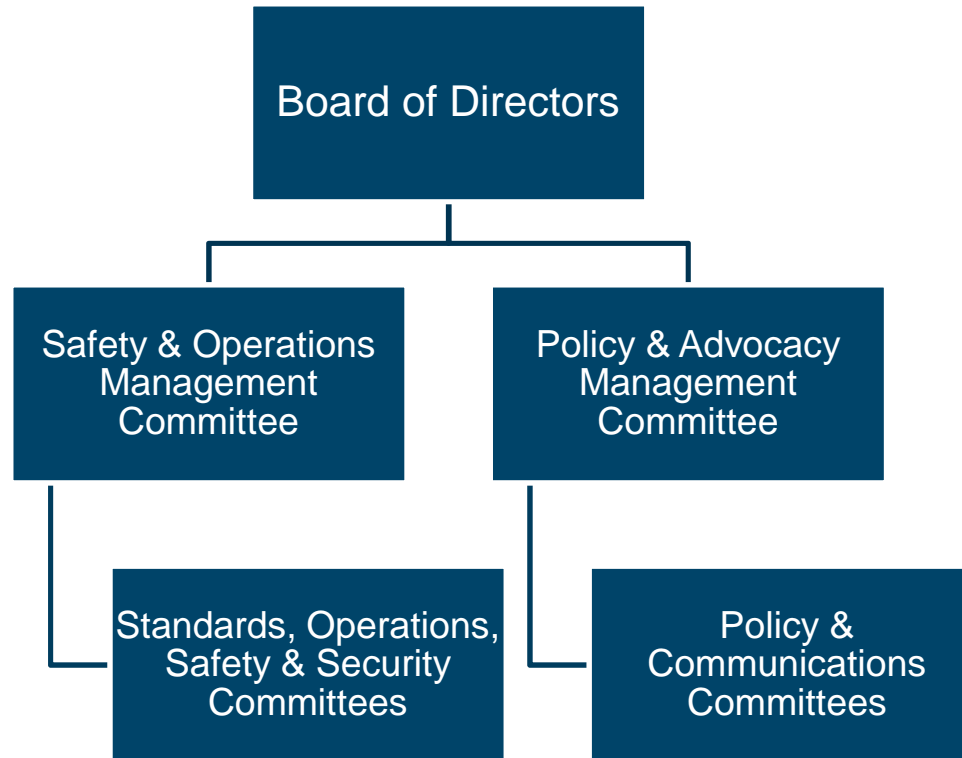 Board of Directors
Safety & Operations
Management
Committee
Policy & Advocacy
Management
Committee
Standards, Operations,
Safety & Security
Committees
Policy &
Communications
Committees